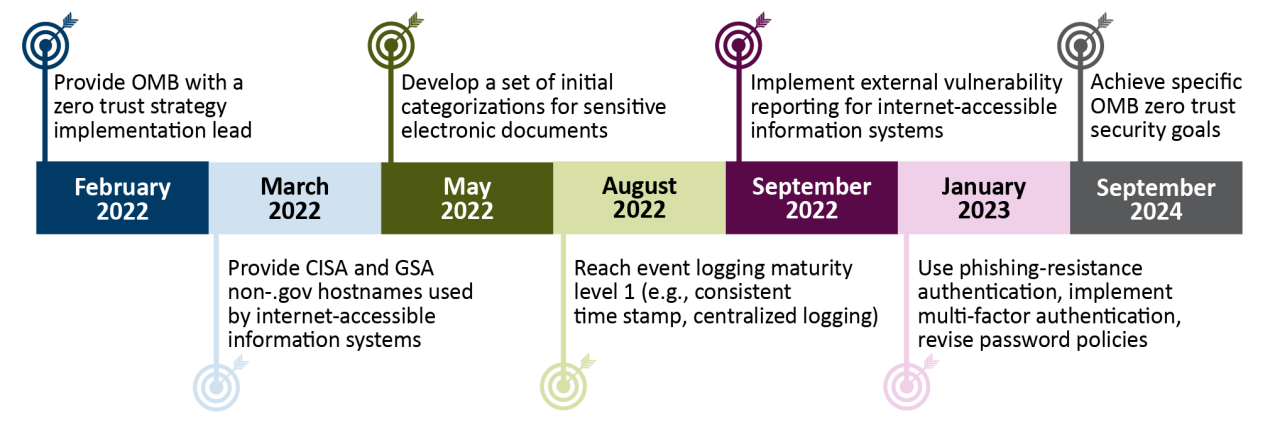 Provide OMB with a
zero trust strategy
implementation lead
Develop a set of initial
categorizations for sensitive
electronic documents
Implement external vulnerability
reporting for internet-accessible
information systems
Achieve specific
OMB zero trust
security goals
February
2022
March
2022
May
2022
August
2022
September
2022
January
2023
September
2024
Provide CISA and GSA
non-.gov hostnames used
by internet-accessible
information systems
Reach event logging maturity
level 1 (e.g., consistent
time stamp, centralized logging)
Use phishing-resistance
authentication, implement
multi-factor authentication,
revise password policies